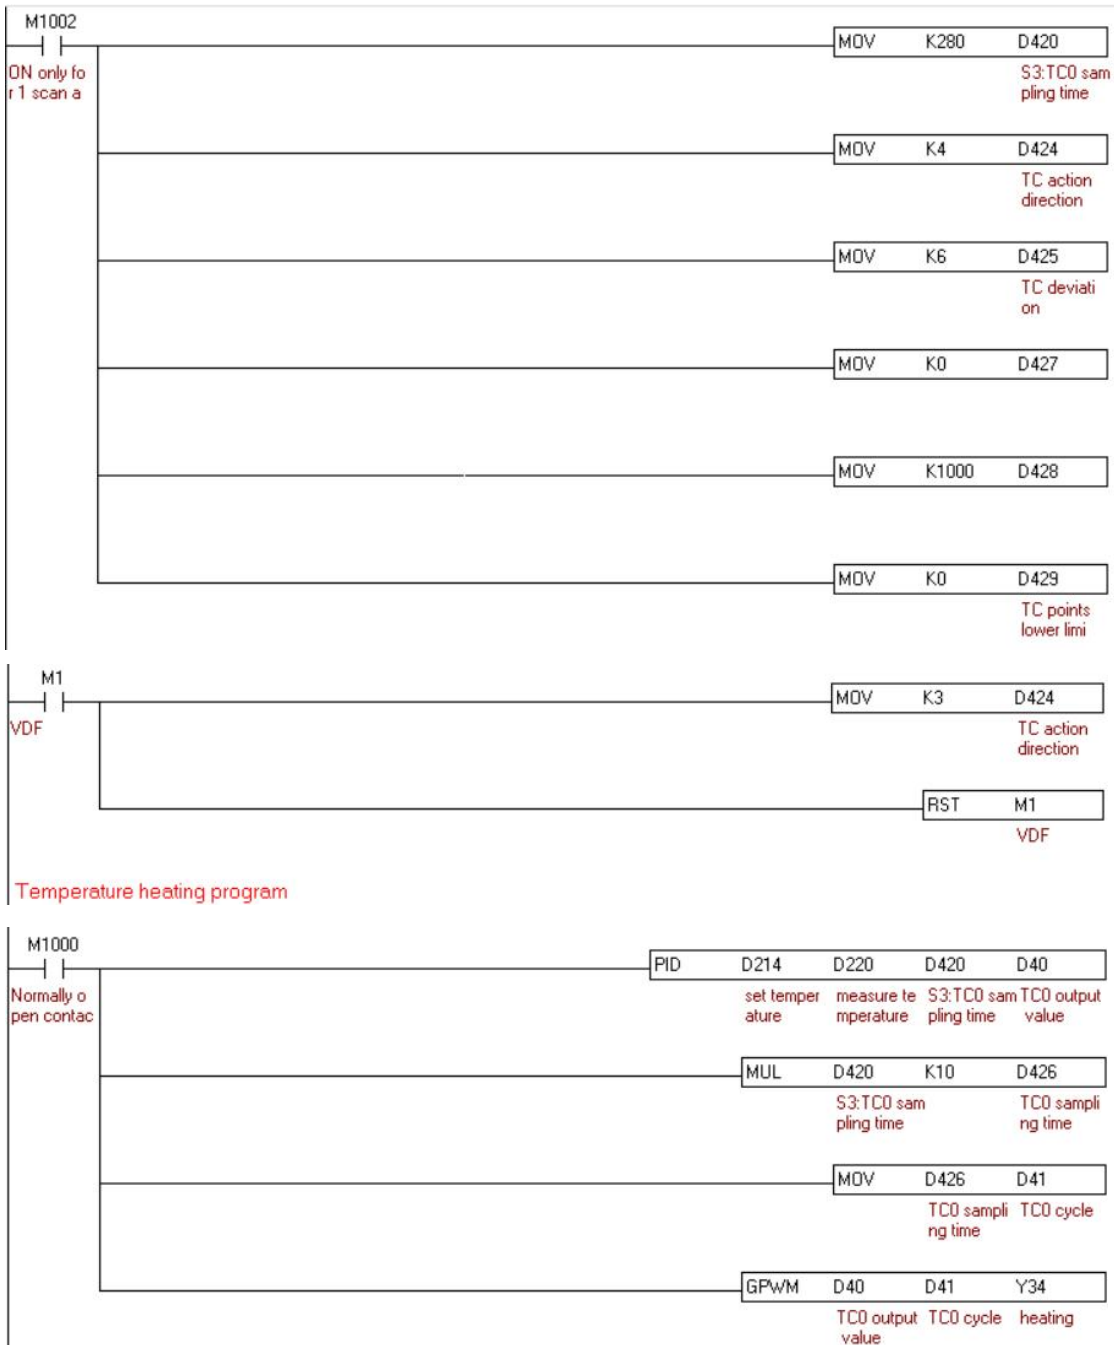 M1002
MOV K280 D420
ON only fo
r 1 scan a
S3:TC0 sam
pling time
MOV K4 D424
TC action
direction
MOV K6 D425
TC deviati
on
MOV K0 D427
MOV K1000 D428
MOV K0 D429
TC points
lower limi
M1
MOV K3 D424
VDF
TC action
direction
RST M1
VDF
Temperature heating program
M1000
PID D214 D220 D420 D40
Normally o
pen contac
set temper
ature
measure te
mperature
S3:TC0 sam
pling time
TC0 output
value
MUL D420 K10 D426
S3:TC0 sam
pling time
TC0 sampli
ng time
MOV D426 D41
TC0 sampli
ng time
TC0 cycle
GPWM D40 D41 Y34
TC0 output
value
TC0 cycle
heating